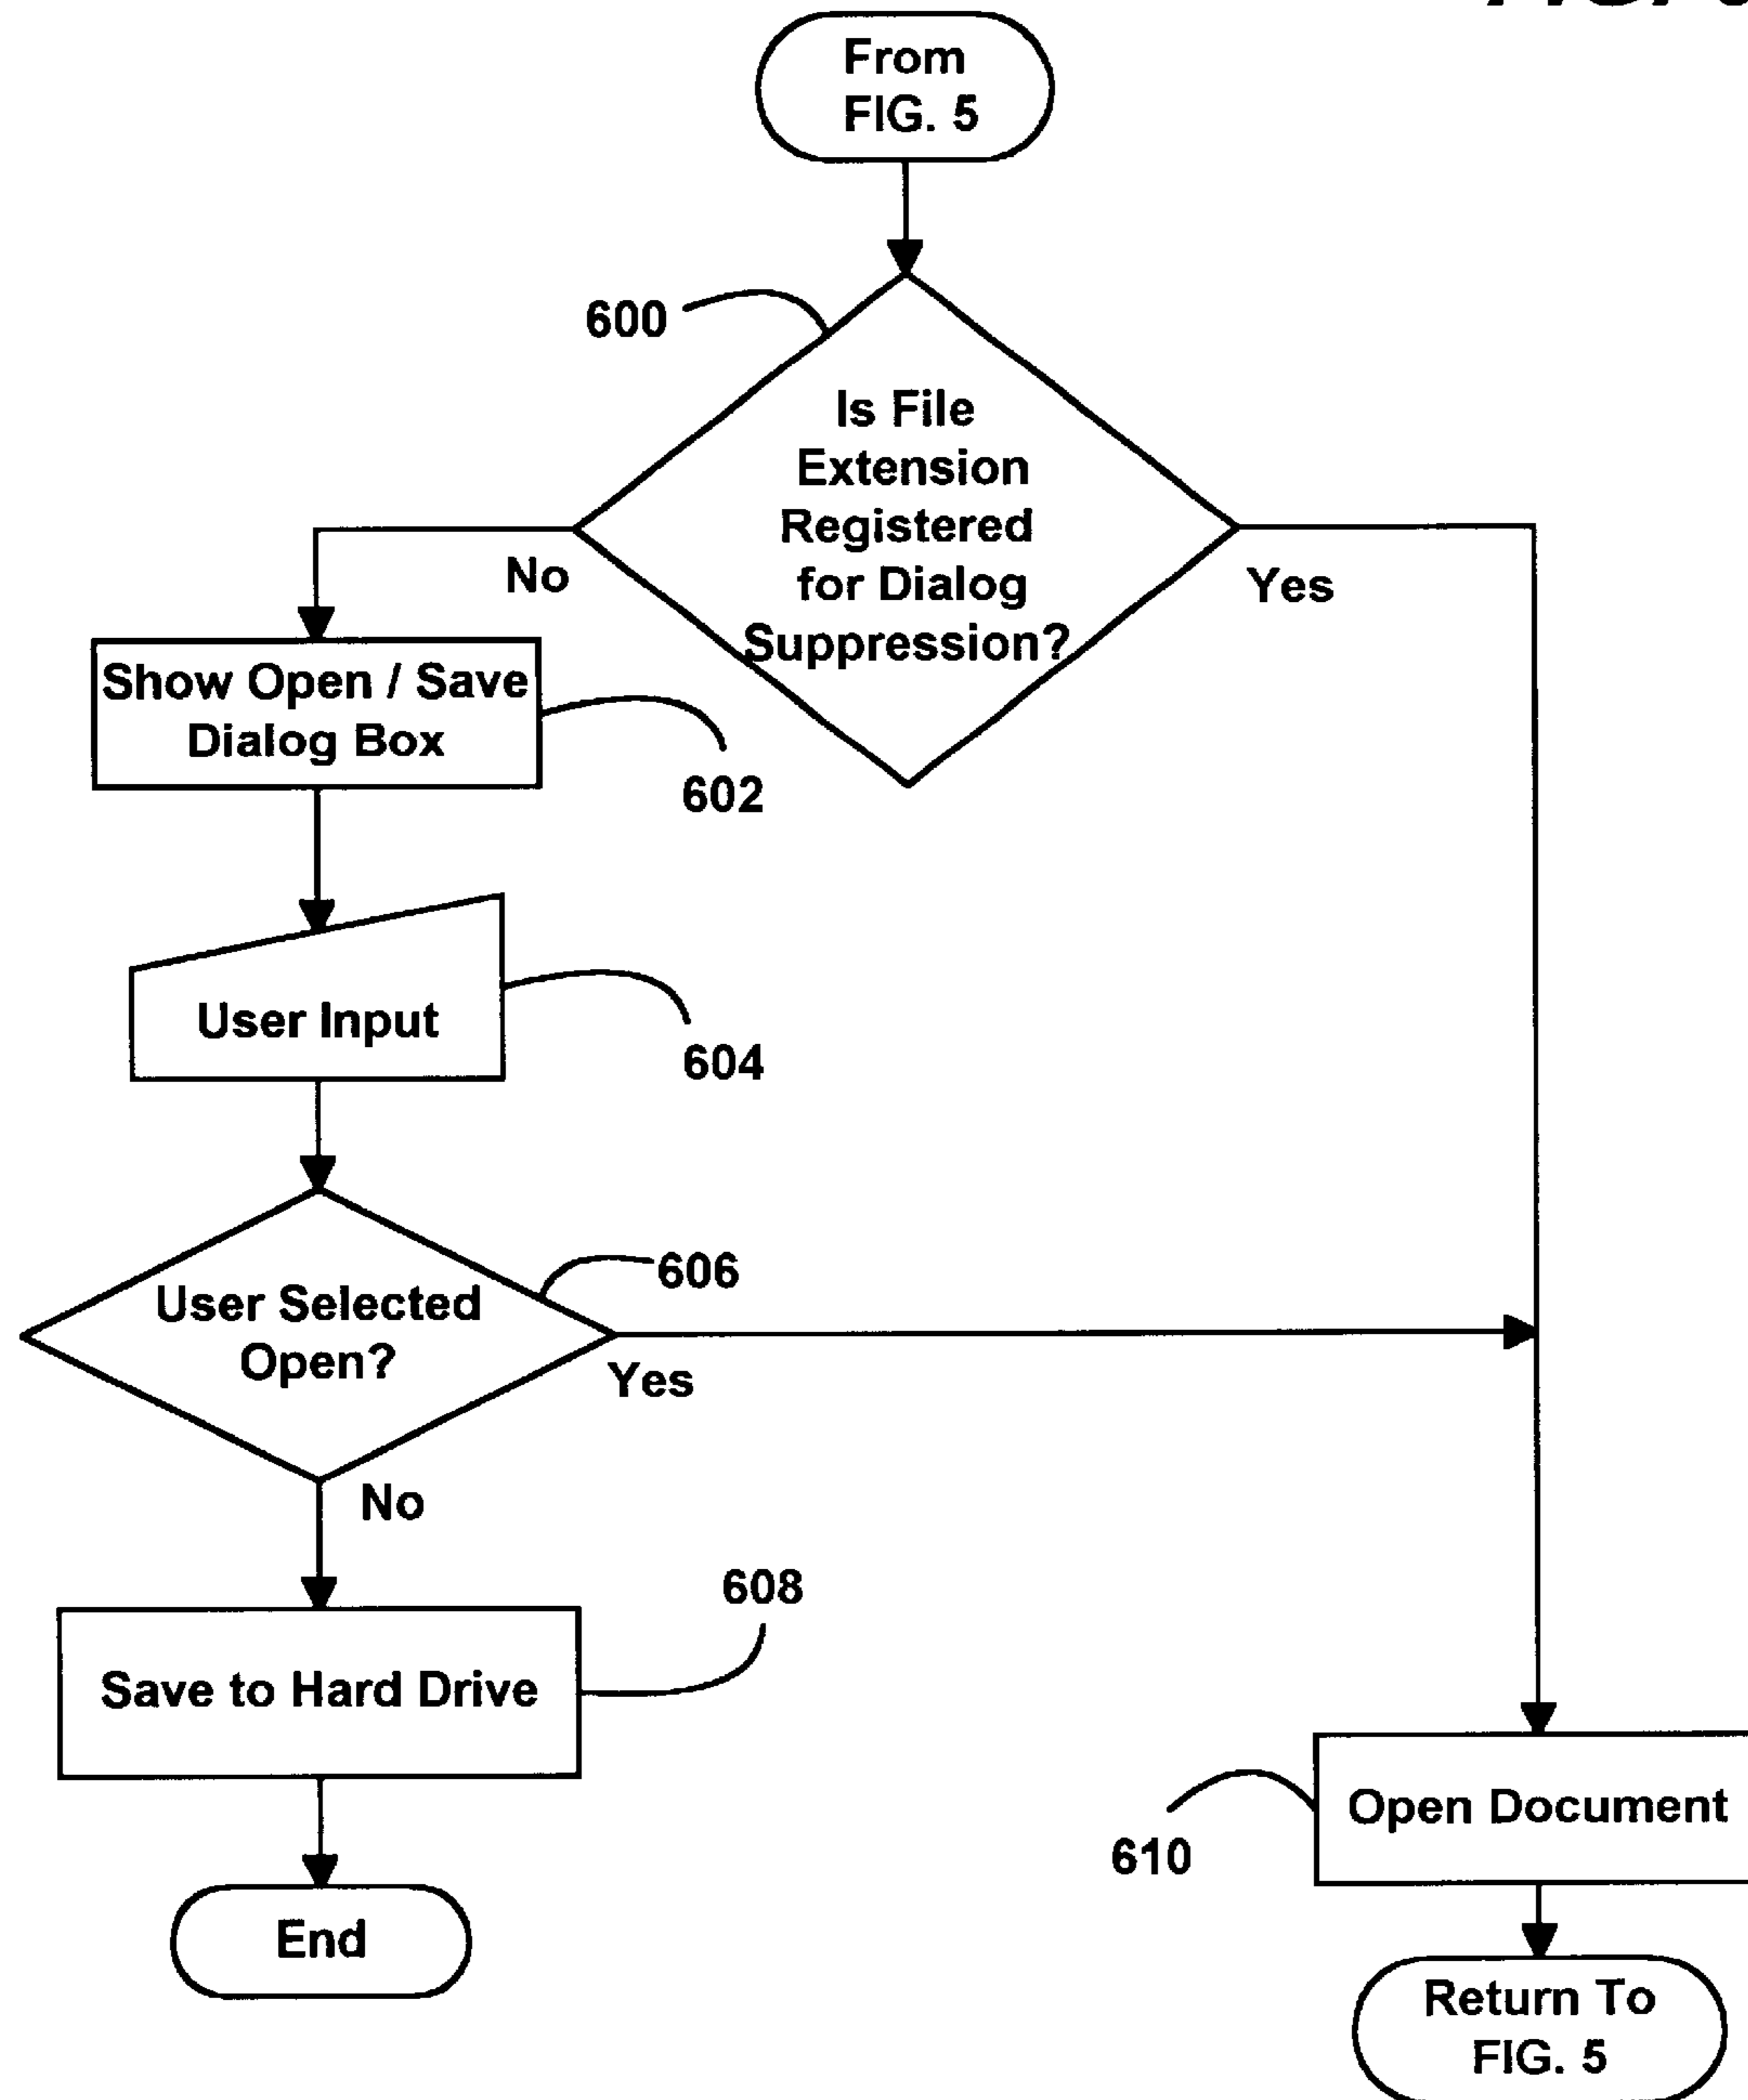 From
FIG. 5
600
Is File
Extension
Registered
for Dialog
Suppression?
No
Yes
Show Open / Save
Dialog Box
602
User Input
604
606
User Selected
Open?
Yes
No
608
Save to Hard Drive
Open Document
610
End
Return To
FIG. 5